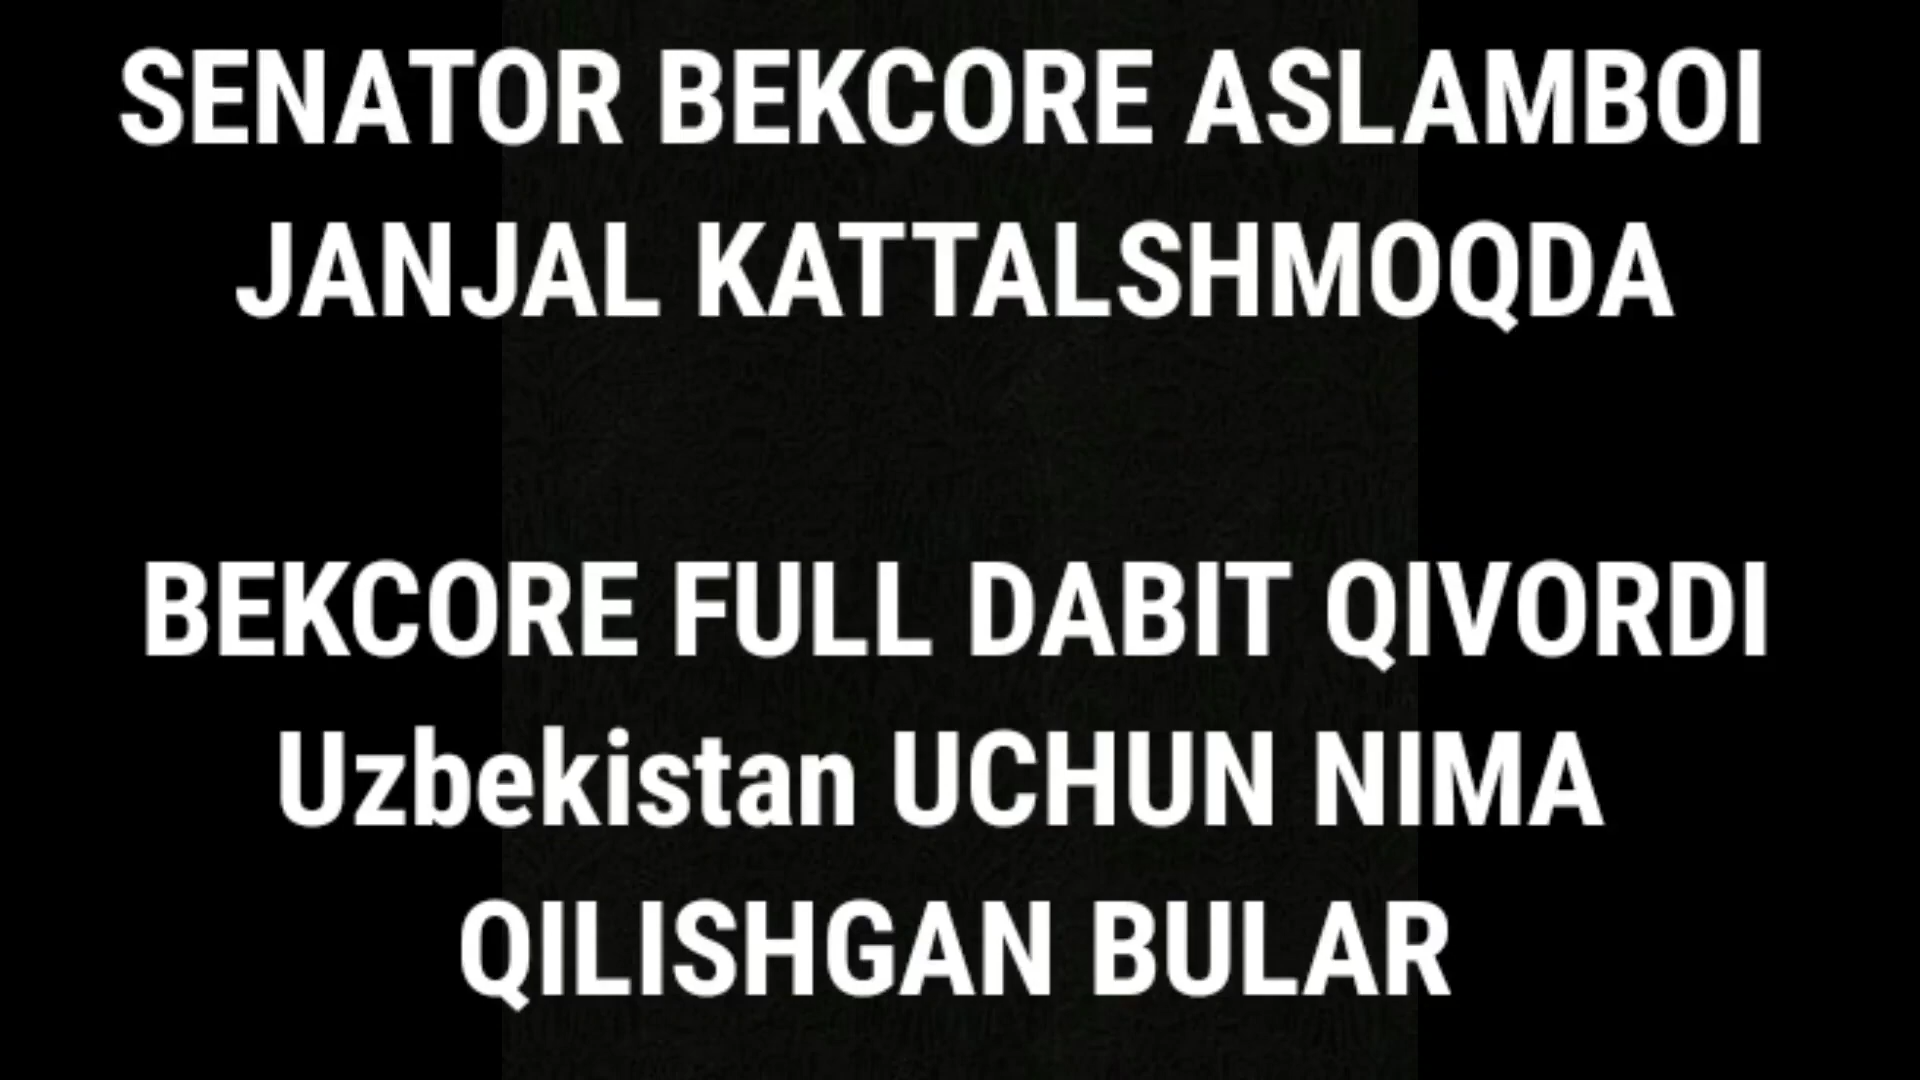 SENATOR BEKCORE ASLAMBOI
JANJAL KATTALSHMOQDA
BEKCORE FULL DABIT QIVORDI
Uzbekistan UCHUN NIMA
QILISHGAN BULAR